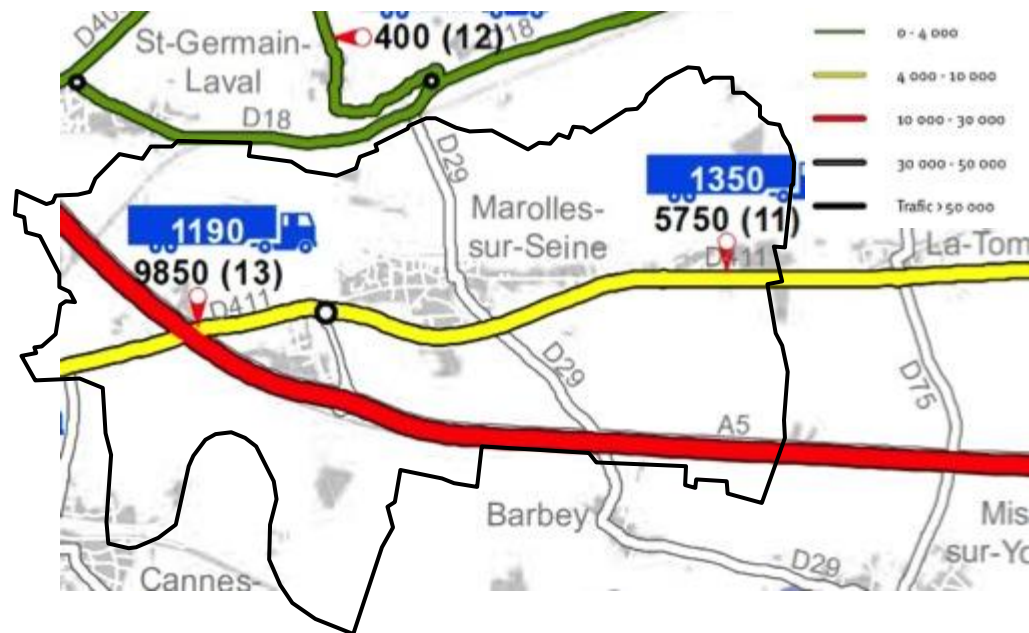 D40
St-Germain-
- Laval
400 (12)
D18
D18
0 - 4 000
4 000 - 10 000
10 000 - 30 000
30 000 - 50 000
Trafic > 50 000
D29
1350
5750 (11)
Marolles-
sur-Seine
1190
9850 (13)
D411
D411
La-Tom
D29
D75
A5
Barbey
Mis
sur-Yo
D29
Cannes-